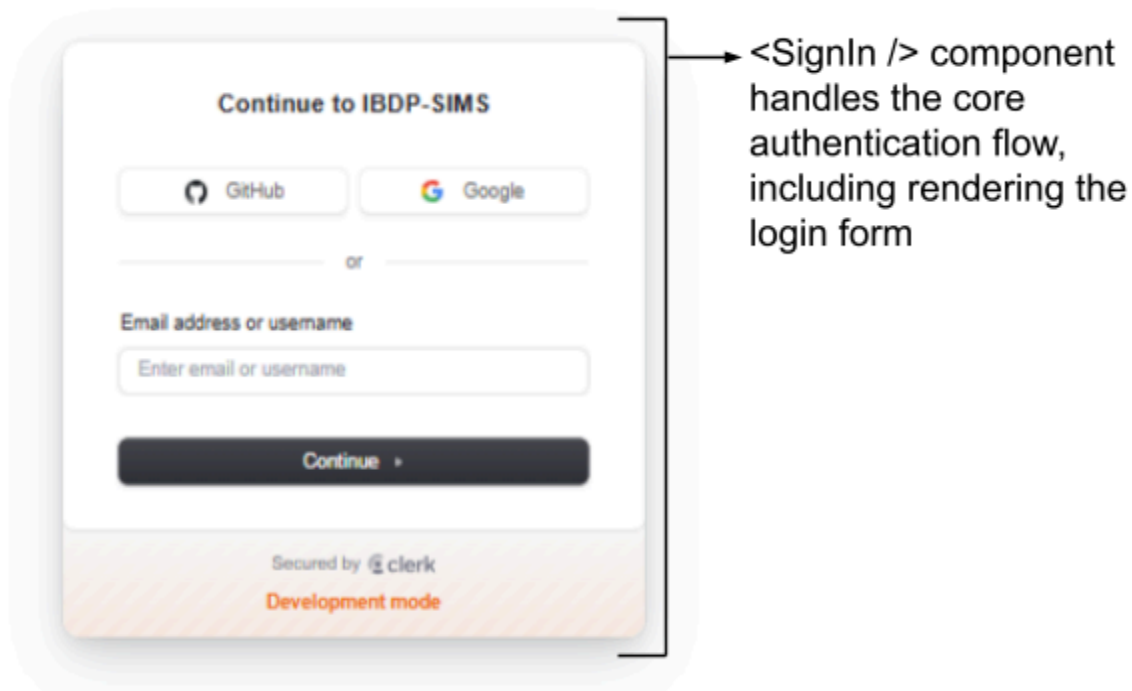 Continue to IBDP-SIMS
GitHub
Google
or
Email address or username
Enter email or username
Continue
Secured by clerk
Development mode
<SignIn /> component
handles the core
authentication flow,
including rendering the
login form